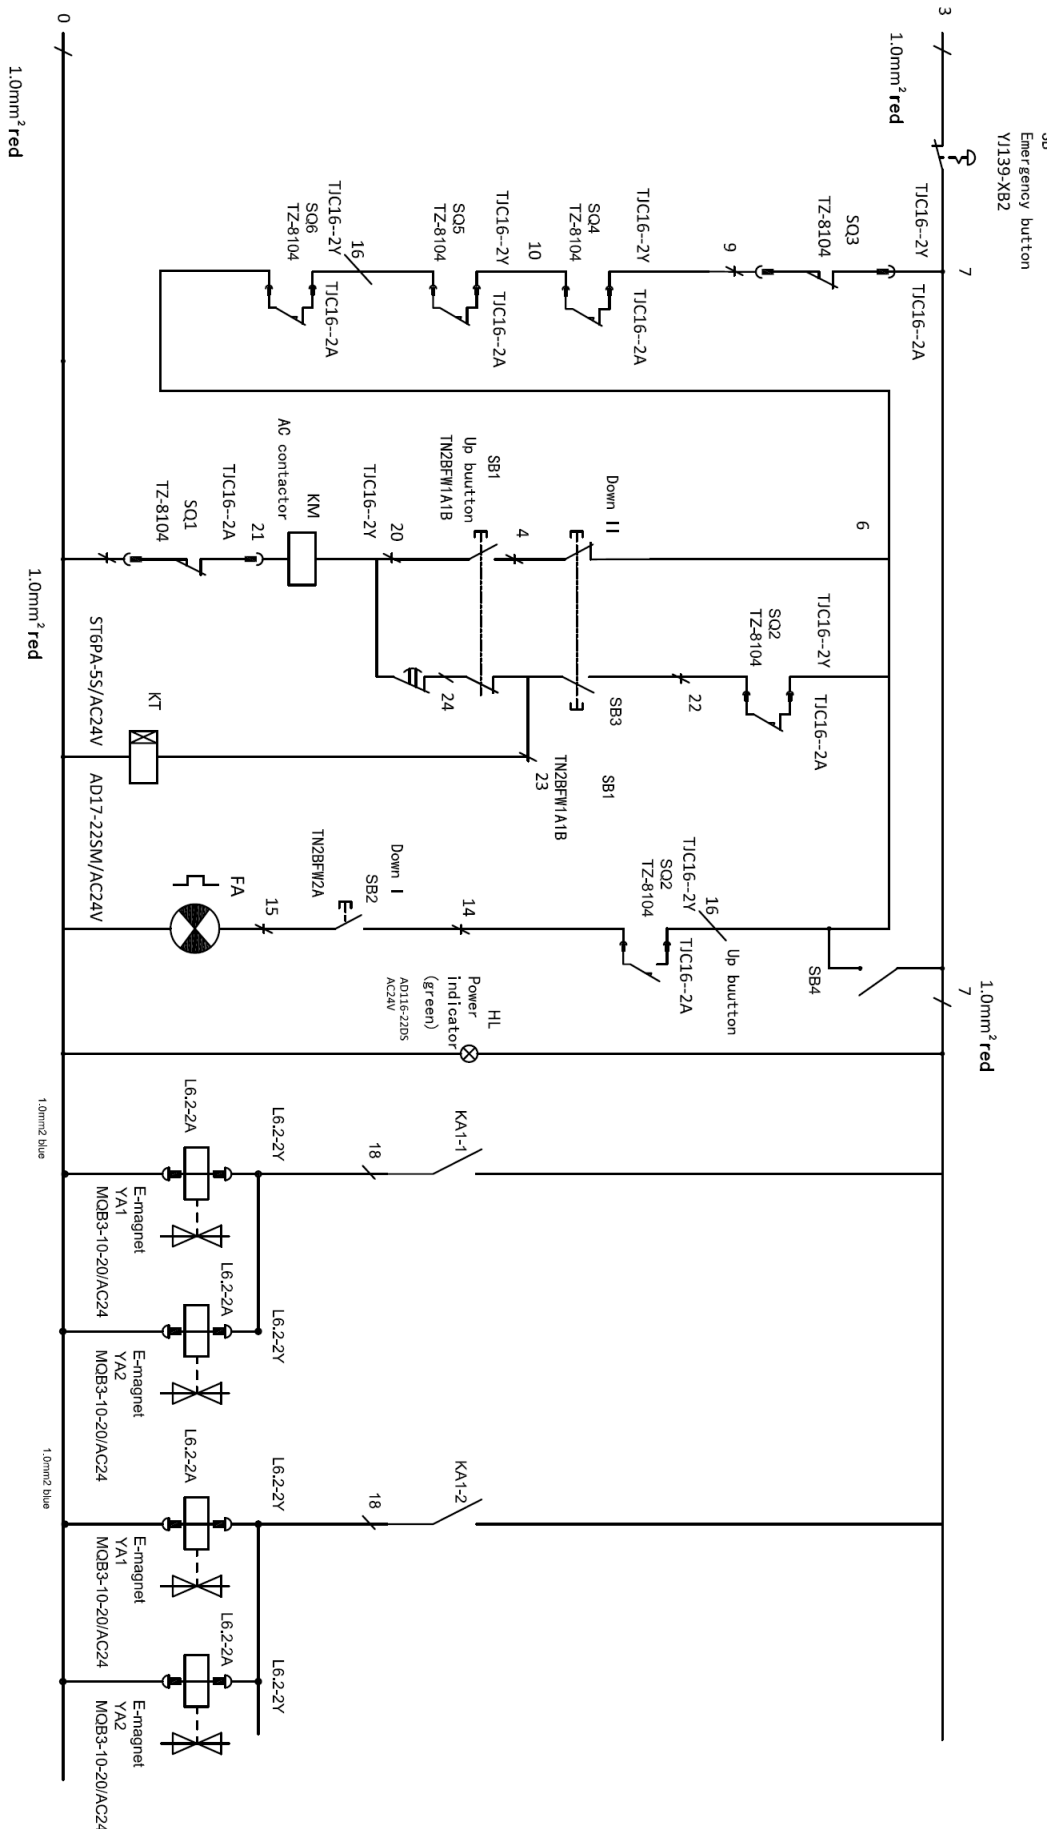 SB
Emergency button
YJ139-XB2
3
1.0mm² red
TJC16--2Y
7
TJC16--2A
SQ3
TZ-8104
9
TJC16--2Y
TJC16--2A
SQ4
TZ-8104
10
TJC16--2Y
TJC16--2A
SQ5
TZ-8104
16
TJC16--2Y
TJC16--2A
SQ6
TZ-8104
0
1.0mm² red
6
Down II
4
SB1
Up buutton
TN2BFW1A1B
20
TJC16--2Y
KM
AC contactor
21
TJC16--2A
SQ1
TZ-8104
1.0mm² red
TJC16--2Y
TJC16--2A
SQ2
TZ-8104
22
SB3
24
SB1
TN2BFW1A1B
23
KT
ST6PA-5S/AC24V
SB4
Up buutton
16
TJC16--2Y
TJC16--2A
SQ2
TZ-8104
14
Down I
SB2
TN2BFW2A
15
FA
AD17-22SM/AC24V
7
1.0mm² red
HL
Power
indicator
(green)
AD116-22DS
AC24V
KA1-1
18
L6.2-2Y
L6.2-2A
E-magnet
YA1
MQB3-10-20/AC24
1.0mm2 blue
L6.2-2Y
L6.2-2A
E-magnet
YA2
MQB3-10-20/AC24
KA1-2
18
L6.2-2Y
L6.2-2A
E-magnet
YA1
MQB3-10-20/AC24
1.0mm2 blue
L6.2-2Y
L6.2-2A
E-magnet
YA2
MQB3-10-20/AC24